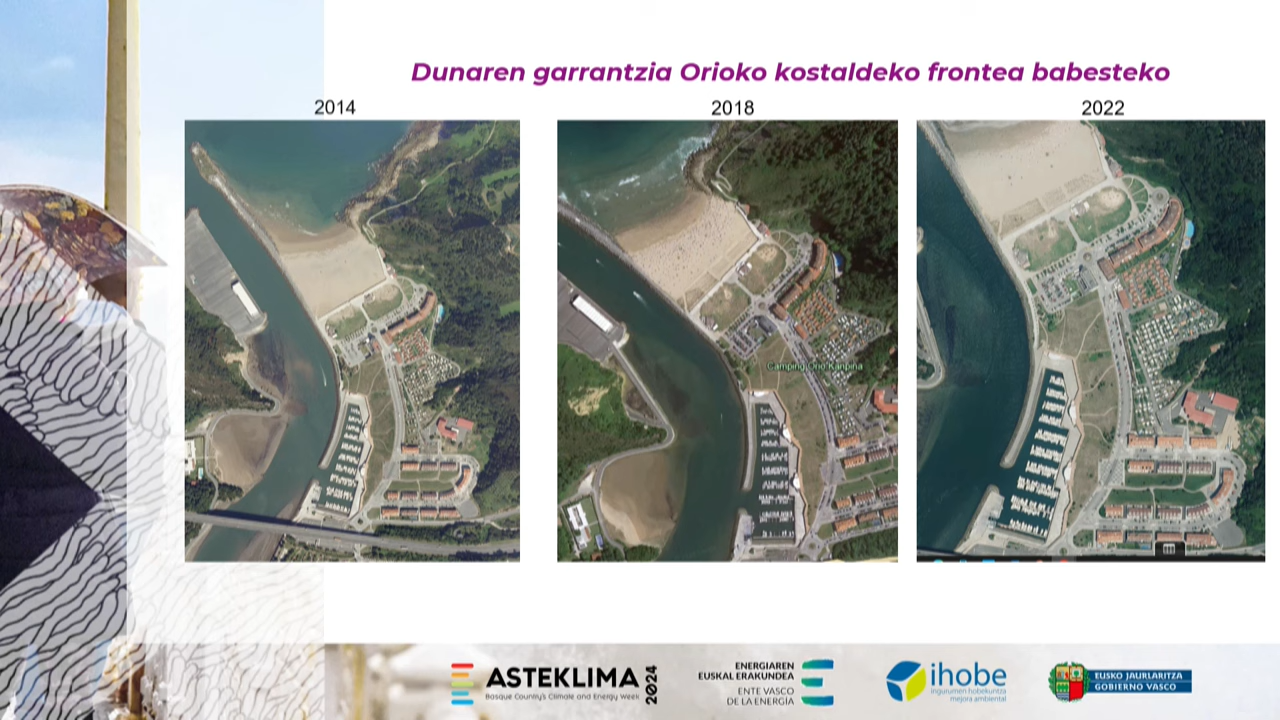 Dunaren garrantzia Orioko kostaldeko frontea babesteko
2014
2018
2022
Camping Orio Kanpina
ASTEKLIMA 2024
Basque Country's Climate and Energy Week
ENERGIAREN
EUSKAL ERAKUNDEA
ENTE VASCO
DE LA ENERGÍA
ihobe
ingurumen hobekuntza
mejora ambiental
EUSKO JAURLARITZA
GOBIERNO VASCO